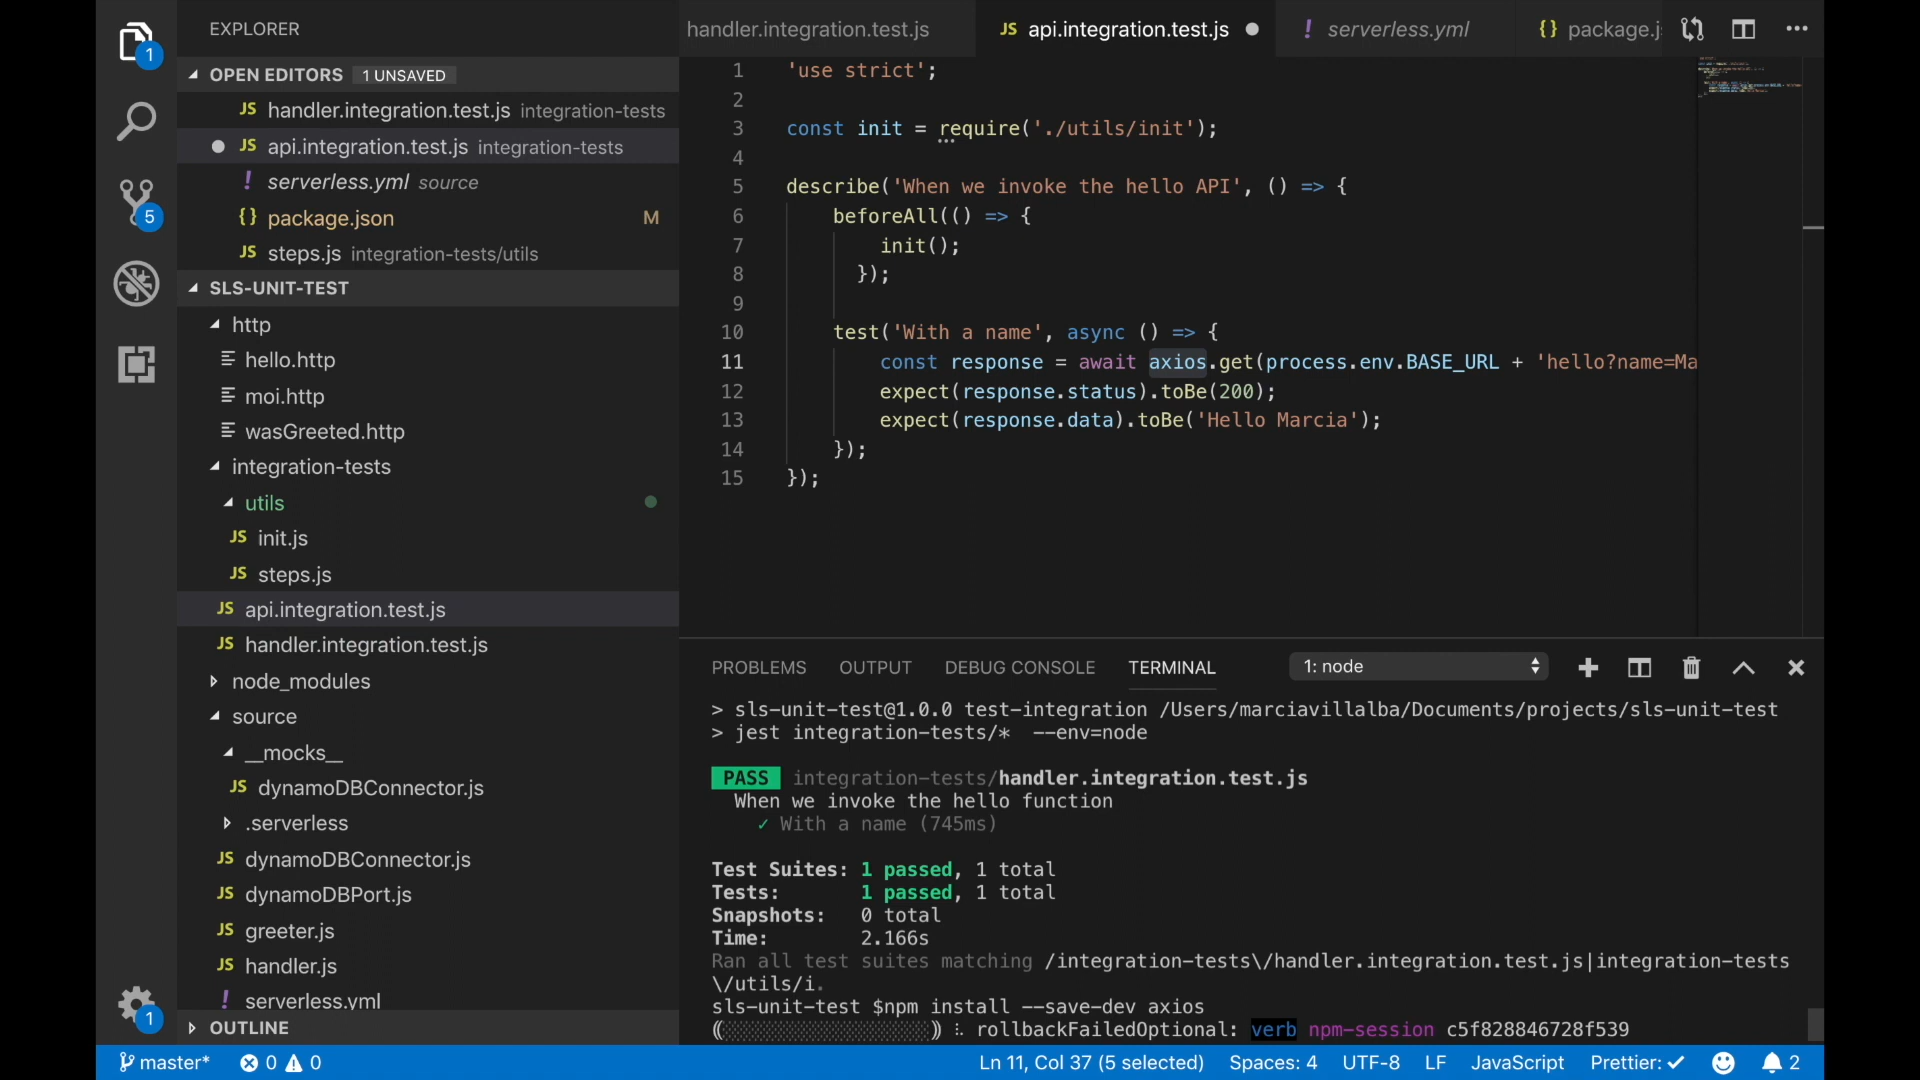 EXPLORER
OPEN EDITORS 1 UNSAVED
JS handler.integration.test.js integration-tests
JS api.integration.test.js integration-tests
! serverless.yml source
{} package.json M
JS steps.js integration-tests/utils
SLS-UNIT-TEST
http
hello.http
moi.http
wasGreeted.http
integration-tests
utils
JS init.js
JS steps.js
JS api.integration.test.js
JS handler.integration.test.js
node_modules
source
__mocks__
JS dynamoDBConnector.js
.serverless
JS dynamoDBConnector.js
JS dynamoDBPort.js
JS greeter.js
JS handler.js
! serverless.yml
OUTLINE
1
5
1
handler.integration.test.js
JS api.integration.test.js
! serverless.yml
{} package.j
1 'use strict';
2
3 const init = require('./utils/init');
4
5 describe('When we invoke the hello API', () => {
6 beforeAll(() => {
7 init();
8 });
9
10 test('With a name', async () => {
11 const response = await axios.get(process.env.BASE_URL + 'hello?name=Ma
12 expect(response.status).toBe(200);
13 expect(response.data).toBe('Hello Marcia');
14 });
15 });
PROBLEMS OUTPUT DEBUG CONSOLE TERMINAL 1: node
> sls-unit-test@1.0.0 test-integration /Users/marciavillalba/Documents/projects/sls-unit-test
> jest integration-tests/* --env=node
PASS integration-tests/handler.integration.test.js
When we invoke the hello function
✓ With a name (745ms)
Test Suites: 1 passed, 1 total
Tests: 1 passed, 1 total
Snapshots: 0 total
Time: 2.166s
Ran all test suites matching /integration-tests\/handler.integration.test.js|integration-tests
\/utils/i.
sls-unit-test $npm install --save-dev axios
(░░░░░░░░░░░░░░░░░░) ⠧ rollbackFailedOptional: verb npm-session c5f828846728f539
master* 0 0 Ln 11, Col 37 (5 selected) Spaces: 4 UTF-8 LF JavaScript Prettier: ✓ 2